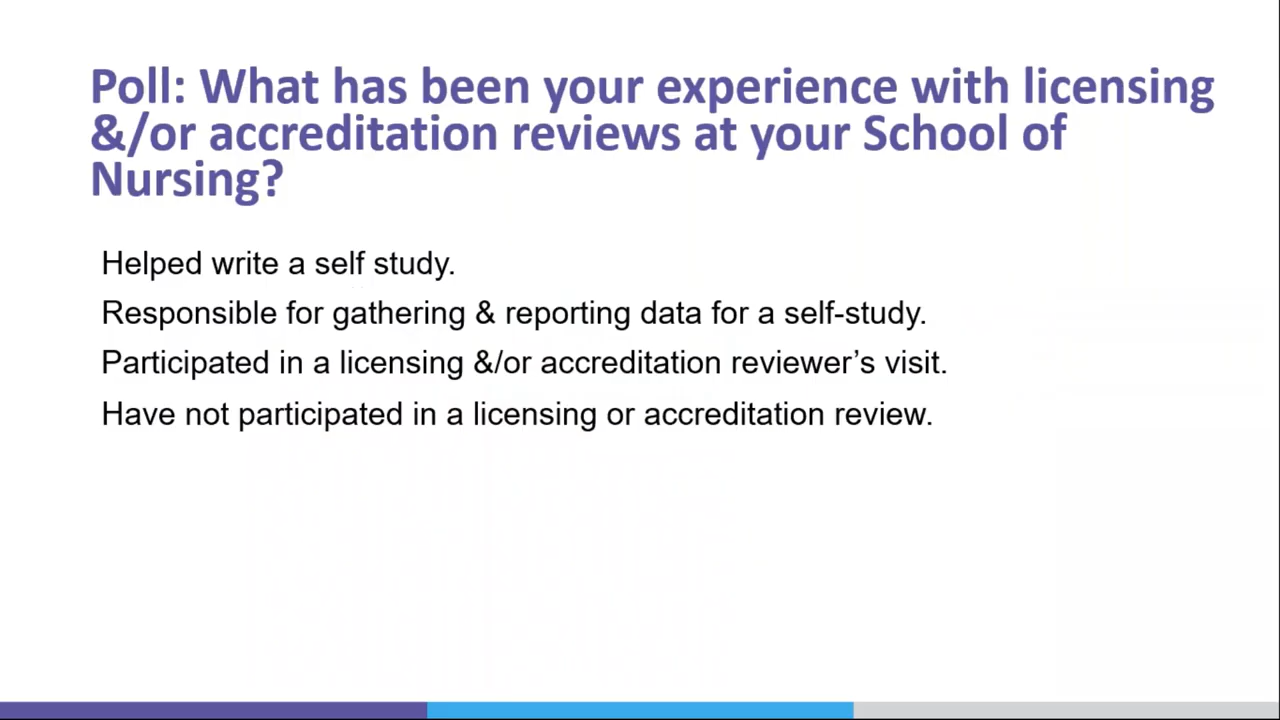 Poll: What has been your experience with licensing
&/or accreditation reviews at your School of
Nursing?
Helped write a self study.
Responsible for gathering & reporting data for a self-study.
Participated in a licensing &/or accreditation reviewer’s visit.
Have not participated in a licensing or accreditation review.